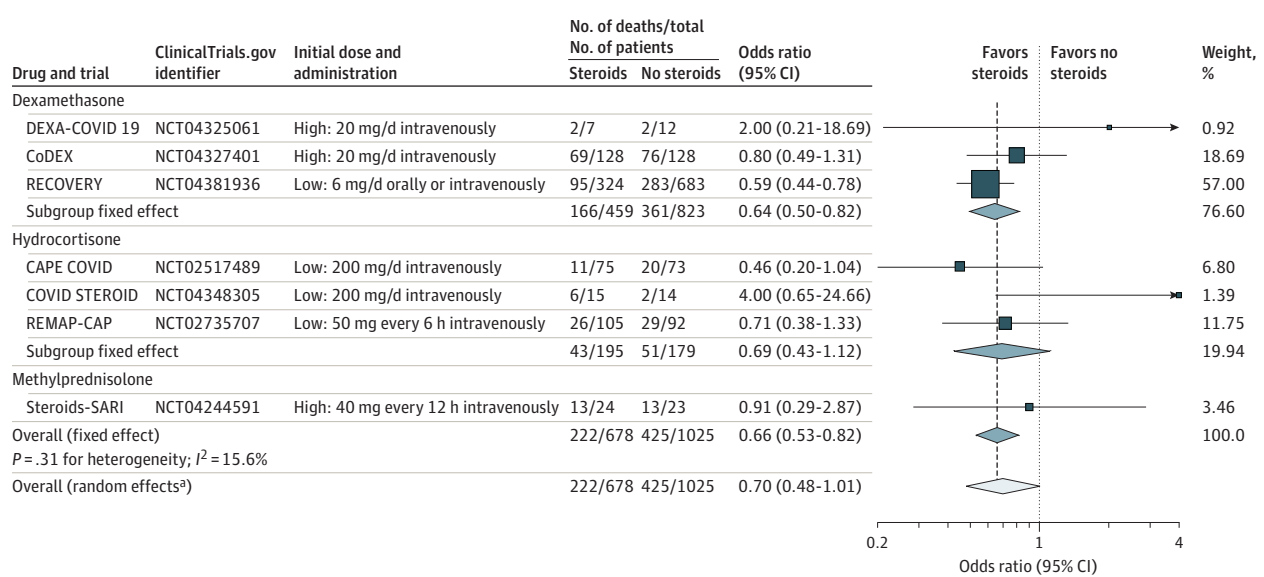 No. of deaths/total
No. of patients
Drug and trial ClinicalTrials.gov identifier Initial dose and administration Steroids No steroids Odds ratio (95% CI) Favors steroids Favors no steroids Weight, %
Dexamethasone
DEXA-COVID 19 NCT04325061 High: 20 mg/d intravenously 2/7 2/12 2.00 (0.21-18.69) 0.92
CoDEX NCT04327401 High: 20 mg/d intravenously 69/128 76/128 0.80 (0.49-1.31) 18.69
RECOVERY NCT04381936 Low: 6 mg/d orally or intravenously 95/324 283/683 0.59 (0.44-0.78) 57.00
Subgroup fixed effect 166/459 361/823 0.64 (0.50-0.82) 76.60
Hydrocortisone
CAPE COVID NCT02517489 Low: 200 mg/d intravenously 11/75 20/73 0.46 (0.20-1.04) 6.80
COVID STEROID NCT04348305 Low: 200 mg/d intravenously 6/15 2/14 4.00 (0.65-24.66) 1.39
REMAP-CAP NCT02735707 Low: 50 mg every 6 h intravenously 26/105 29/92 0.71 (0.38-1.33) 11.75
Subgroup fixed effect 43/195 51/179 0.69 (0.43-1.12) 19.94
Methylprednisolone
Steroids-SARI NCT04244591 High: 40 mg every 12 h intravenously 13/24 13/23 0.91 (0.29-2.87) 3.46
Overall (fixed effect) 222/678 425/1025 0.66 (0.53-0.82) 100.0
P = .31 for heterogeneity; I² = 15.6%
Overall (random effectsᵃ) 222/678 425/1025 0.70 (0.48-1.01)
0.2 1 4
Odds ratio (95% CI)